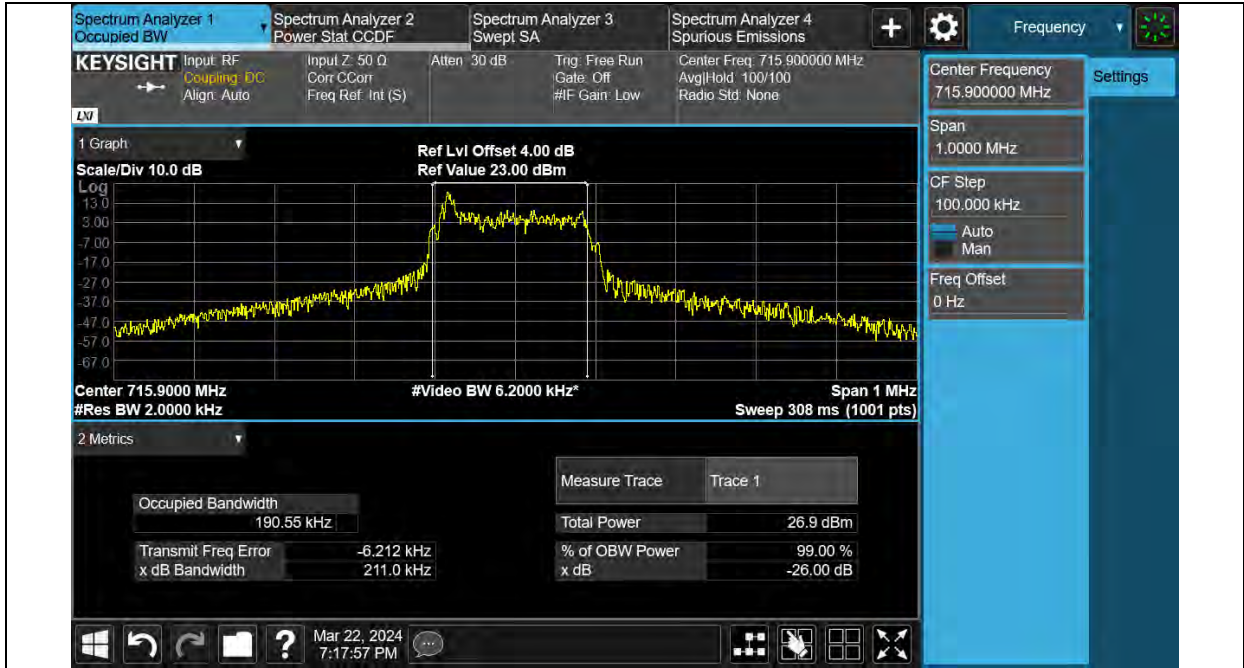 Spectrum Analyzer 1
Occupied BW
Spectrum Analyzer 2
Power Stat CCDF
Spectrum Analyzer 3
Swept SA
Spectrum Analyzer 4
Spurious Emissions
Frequency
KEYSIGHT
LXI
Input: RF
Coupling: DC
Align: Auto
Input Z: 50 Ω
Corr CCorr
Freq Ref: Int (S)
Atten: 30 dB
Trig: Free Run
Gate: Off
#IF Gain: Low
Center Freq: 715.900000 MHz
Avg|Hold: 100/100
Radio Std: None
Center Frequency
715.900000 MHz
Settings
Span
1.0000 MHz
CF Step
100.000 kHz
Auto
Man
Freq Offset
0 Hz
1 Graph
Scale/Div 10.0 dB
Ref Lvl Offset 4.00 dB
Ref Value 23.00 dBm
Log
13.0
3.00
-7.00
-17.0
-27.0
-37.0
-47.0
-57.0
-67.0
Center 715.9000 MHz
#Res BW 2.0000 kHz
#Video BW 6.2000 kHz*
Span 1 MHz
Sweep 308 ms (1001 pts)
2 Metrics
Measure Trace Trace 1
Occupied Bandwidth
190.55 kHz
Total Power 26.9 dBm
Transmit Freq Error -6.212 kHz
% of OBW Power 99.00 %
x dB Bandwidth 211.0 kHz
x dB -26.00 dB
?
Mar 22, 2024
7:17:57 PM